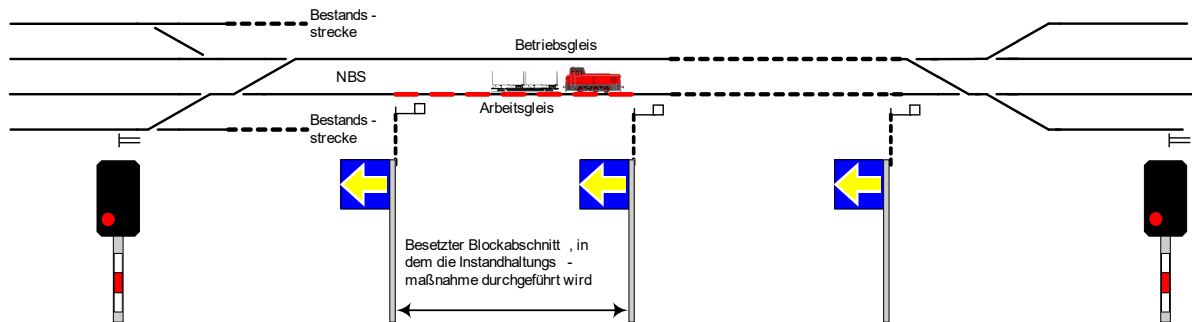 Bestands -
strecke
Betriebsgleis
NBS
Arbeitsgleis
Bestands -
strecke
Besetzter Blockabschnitt , in
dem die Instandhaltungs -
maßnahme durchgeführt wird